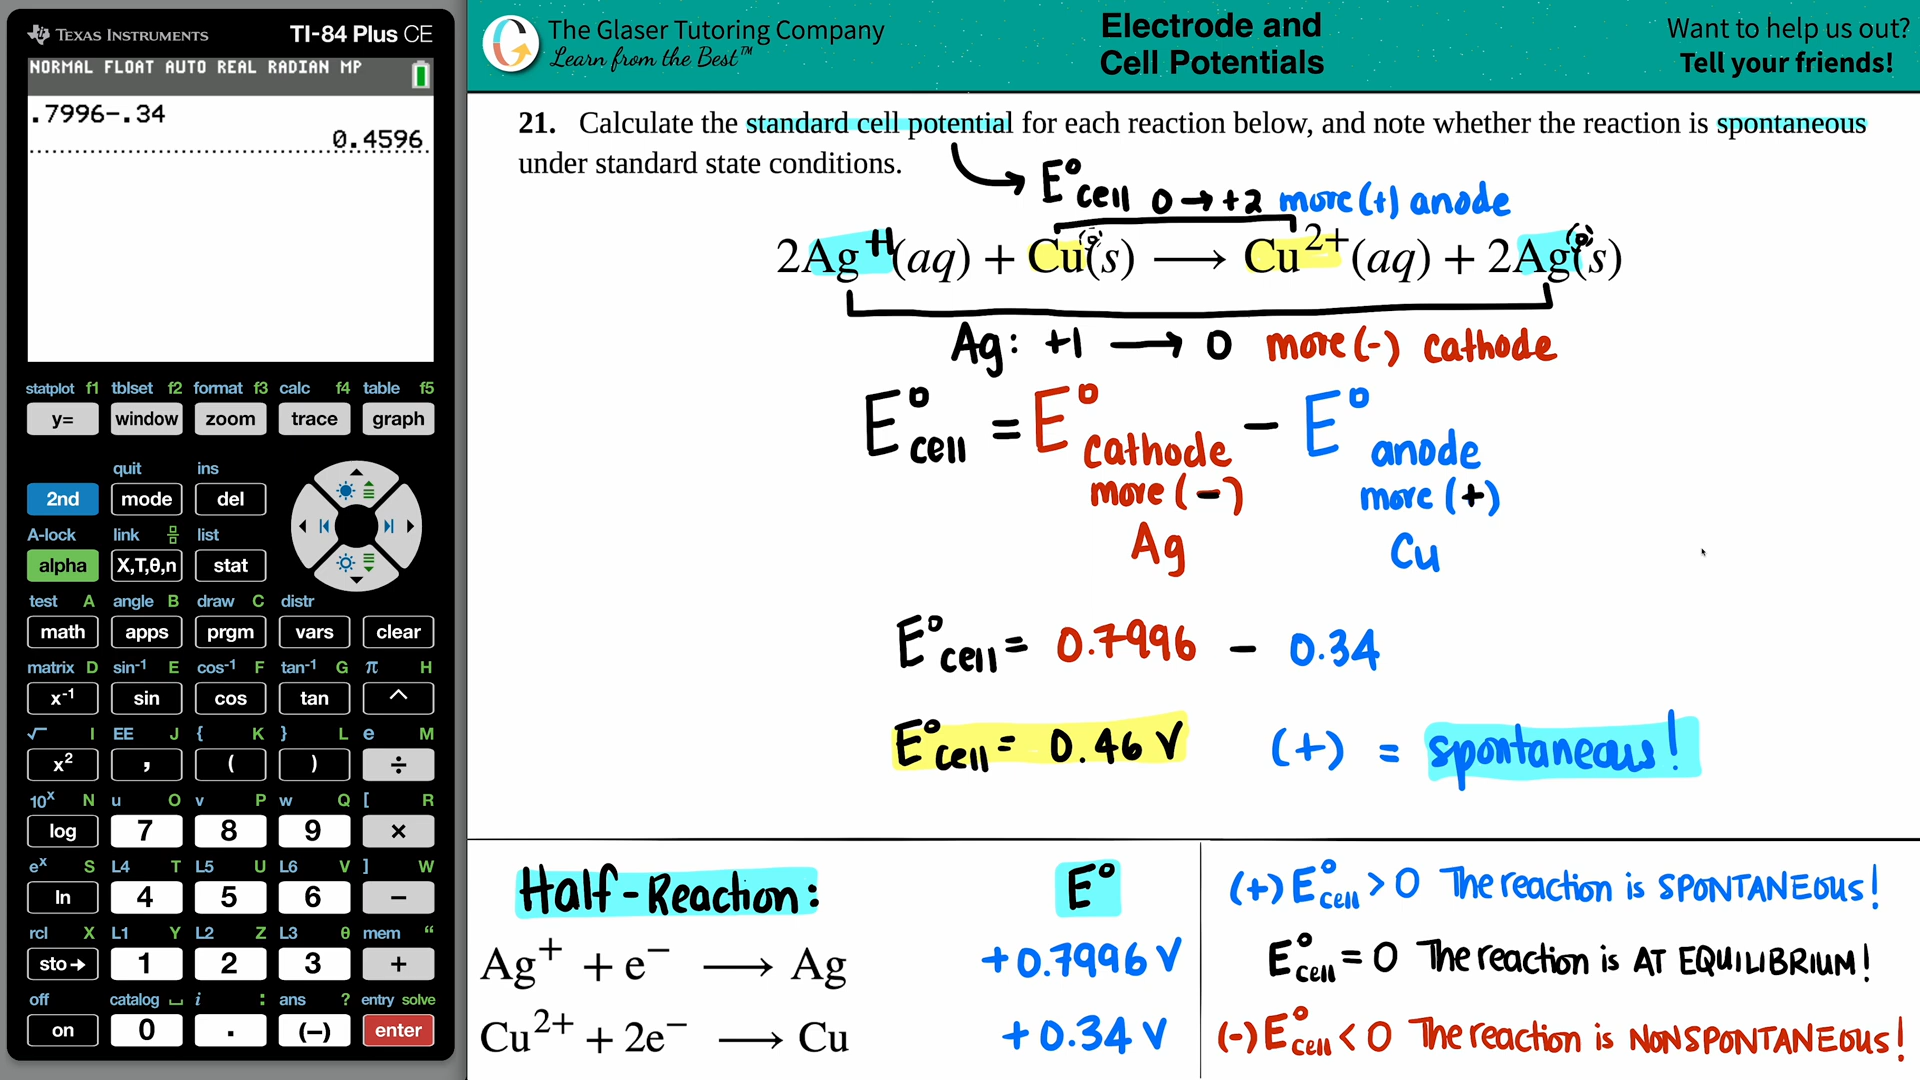 TEXAS INSTRUMENTS TI-84 Plus CE
NORMAL FLOAT AUTO REAL RADIAN MP
.7996-.34
0.4596
statplot f1 tblset f2 format f3 calc f4 table f5
y= window zoom trace graph
quit ins
2nd mode del
A-lock link list
alpha X,T,θ,n stat
test A angle B draw C distr
math apps prgm vars clear
matrix D sin-1 E cos-1 F tan-1 G π H
x-1 sin cos tan ^
√ I EE J { K } L e M
x2 , ( ) ÷
10x N u O v P w Q [ R
log 7 8 9 ×
ex S L4 T L5 U L6 V ] W
ln 4 5 6 −
rcl X L1 Y L2 Z L3 θ mem “
sto→ 1 2 3 +
off catalog ⎵ i : ans ? entry solve
on 0 . (−) enter
The Glaser Tutoring Company
Learn from the Best™
Electrode and
Cell Potentials
Want to help us out?
Tell your friends!
21. Calculate the standard cell potential for each reaction below, and note whether the reaction is spontaneous
under standard state conditions.
E°cell 0 → +2 more (+) anode
2Ag+1(aq) + Cu(0)(s) ⟶ Cu2+(aq) + 2Ag(0)(s)
Ag: +1 ⟶ 0 more (-) cathode
E°cell = E°cathode − E°anode
more (-) more (+)
Ag Cu
E°cell = 0.7996 − 0.34
E°cell = 0.46 V (+) = spontaneous!
Half-Reaction: E°
Ag+ + e− ⟶ Ag +0.7996 V
Cu2+ + 2e− ⟶ Cu +0.34 V
(+) E°cell > 0 The reaction is SPONTANEOUS!
E°cell = 0 The reaction is AT EQUILIBRIUM!
(-) E°cell < 0 The reaction is NONSPONTANEOUS!